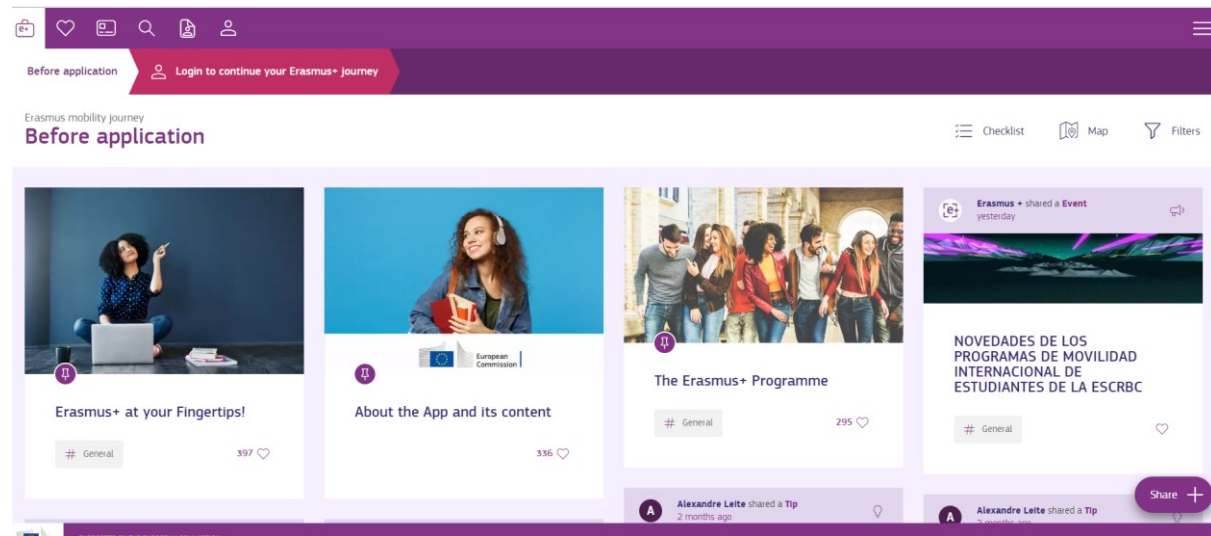 e+
Before application
Login to continue your Erasmus+ journey
Erasmus mobility journey
Before application
Checklist
Map
Filters
Erasmus+ at your Fingertips!
# General
397
European
Commission
About the App and its content
336
The Erasmus+ Programme
# General
295
e+
Erasmus + shared a Event
yesterday
NOVEDADES DE LOS
PROGRAMAS DE MOVILIDAD
INTERNACIONAL DE
ESTUDIANTES DE LA ESCRBC
# General
A
Alexandre Leite shared a Tip
2 months ago
A
Alexandre Leite shared a Tip
2 months ago
Share